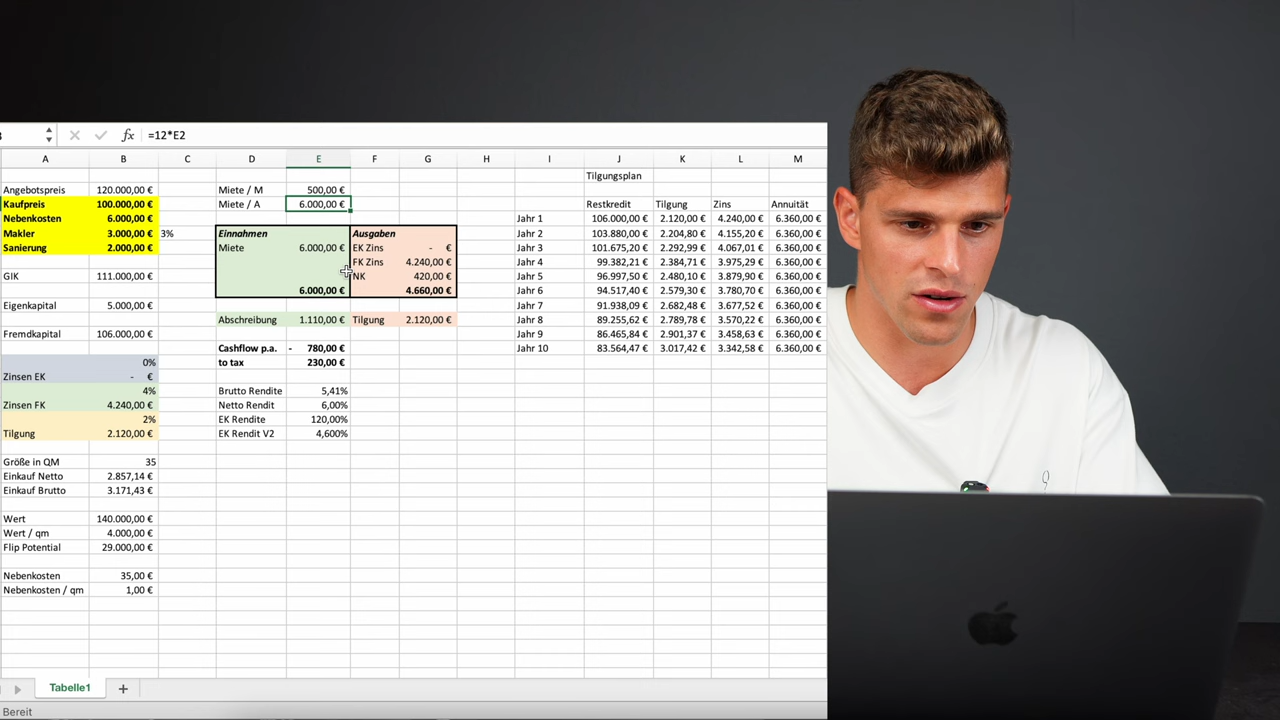 fx =12*E2
A B C D E F G H I J K L M
Tilgungsplan
Angebotspreis 120.000,00 € Miete / M 500,00 €
Kaufpreis 100.000,00 € Miete / A 6.000,00 € Restkredit Tilgung Zins Annuität
Nebenkosten 6.000,00 € Jahr 1 106.000,00 € 2.120,00 € 4.240,00 € 6.360,00 €
Makler 3.000,00 € 3% Einnahmen Ausgaben Jahr 2 103.880,00 € 2.204,80 € 4.155,20 € 6.360,00 €
Sanierung 2.000,00 € Miete 6.000,00 € EK Zins - € Jahr 3 101.675,20 € 2.292,99 € 4.067,01 € 6.360,00 €
FK Zins 4.240,00 € Jahr 4 99.382,21 € 2.384,71 € 3.975,29 € 6.360,00 €
GIK 111.000,00 € NK 420,00 € Jahr 5 96.997,50 € 2.480,10 € 3.879,90 € 6.360,00 €
6.000,00 € 4.660,00 € Jahr 6 94.517,40 € 2.579,30 € 3.780,70 € 6.360,00 €
Eigenkapital 5.000,00 € Jahr 7 91.938,09 € 2.682,48 € 3.677,52 € 6.360,00 €
Abschreibung 1.110,00 € Tilgung 2.120,00 € Jahr 8 89.255,62 € 2.789,78 € 3.570,22 € 6.360,00 €
Fremdkapital 106.000,00 € Jahr 9 86.465,84 € 2.901,37 € 3.458,63 € 6.360,00 €
Cashflow p.a. - 780,00 € Jahr 10 83.564,47 € 3.017,42 € 3.342,58 € 6.360,00 €
0% to tax 230,00 €
Zinsen EK - €
4% Brutto Rendite 5,41%
Zinsen FK 4.240,00 € Netto Rendit 6,00%
2% EK Rendite 120,00%
Tilgung 2.120,00 € EK Rendit V2 4,600%
Größe in QM 35
Einkauf Netto 2.857,14 €
Einkauf Brutto 3.171,43 €
Wert 140.000,00 €
Wert / qm 4.000,00 €
Flip Potential 29.000,00 €
Nebenkosten 35,00 €
Nebenkosten / qm 1,00 €
Tabelle1 +
Bereit